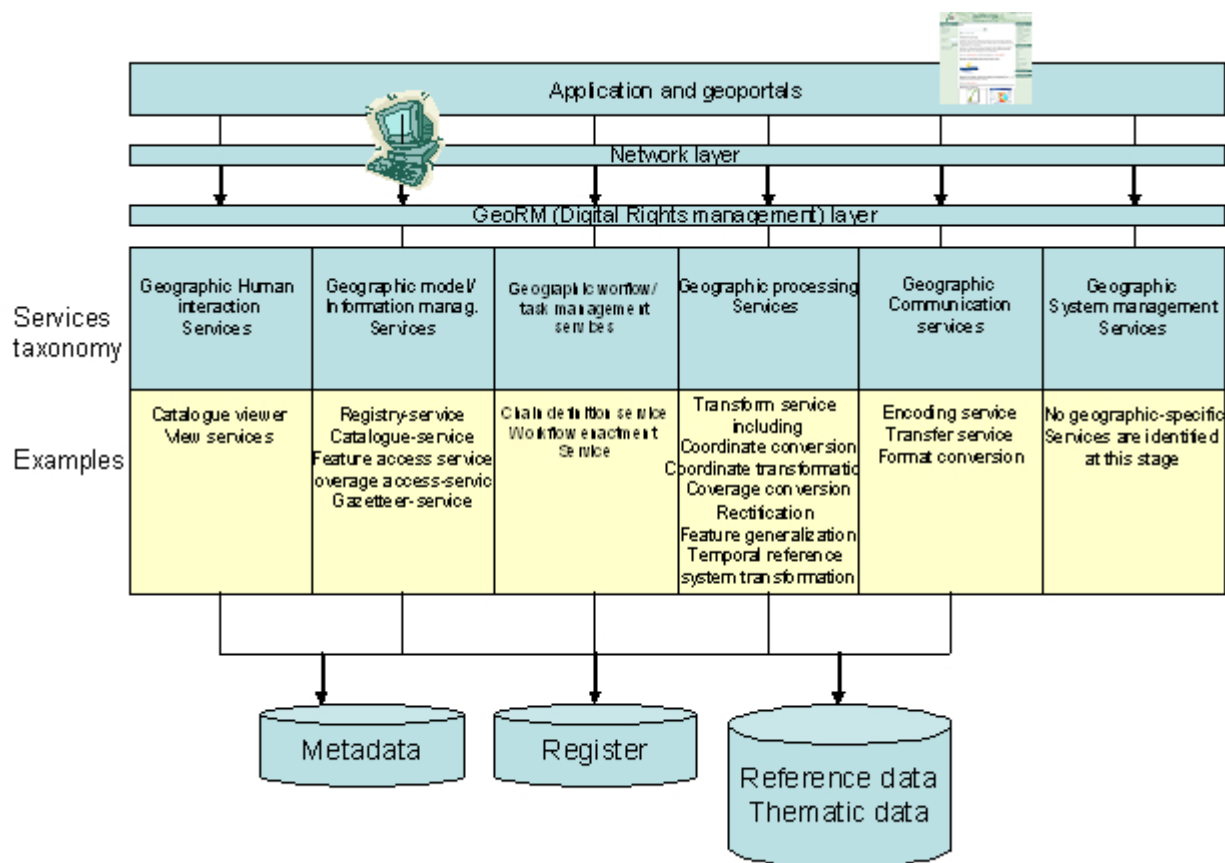 Application and geoportals
Network layer
GeoRM (Digital Rights management) layer
Services
taxonomy
Geographic Human
interaction
Services
Geographic model/
Information manag.
Services
Geographic worflow/
task management
services
Geographic processing
Services
Geographic
Communication
services
Geographic
System management
Services
Examples
Catalogue viewer
View services
Registry-service
Catalogue-service
Feature access service
overage access-servic
Gazetteer-service
Chain definition service
Workflow enactment
Service
Transform service
including
Coordinate conversion
Coordinate transformatic
Coverage conversion
Rectification
Feature generalization
Temporal reference
system transformation
Encoding service
Transfer service
Format conversion
No geographic-specific
Services are identified
at this stage
Metadata
Register
Reference data
Thematic data